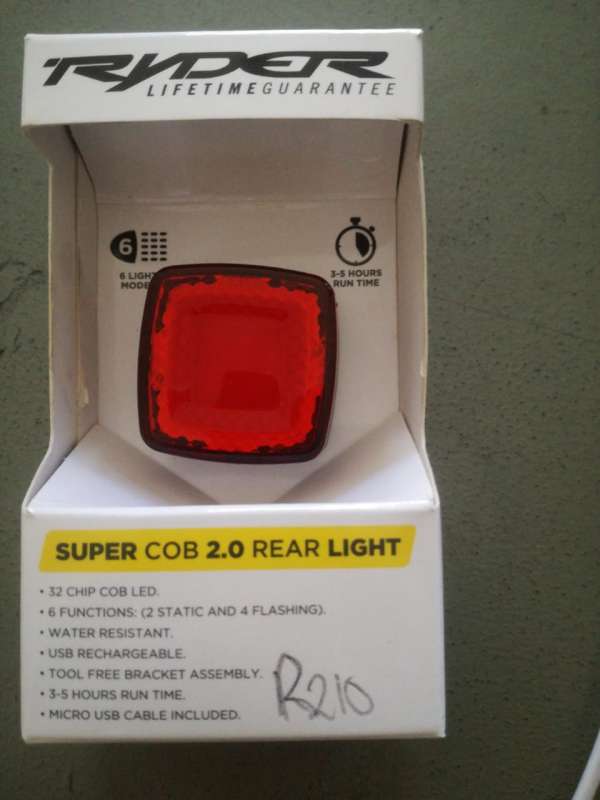 RYDER
LIFETIMEGUARANTEE
6
6 LIGHT
MODE
3-5 HOURS
RUN TIME
SUPER COB 2.0 REAR LIGHT
• 32 CHIP COB LED.
• 6 FUNCTIONS: (2 STATIC AND 4 FLASHING).
• WATER RESISTANT.
• USB RECHARGEABLE.
• TOOL FREE BRACKET ASSEMBLY.
• 3-5 HOURS RUN TIME.
• MICRO USB CABLE INCLUDED.
R210